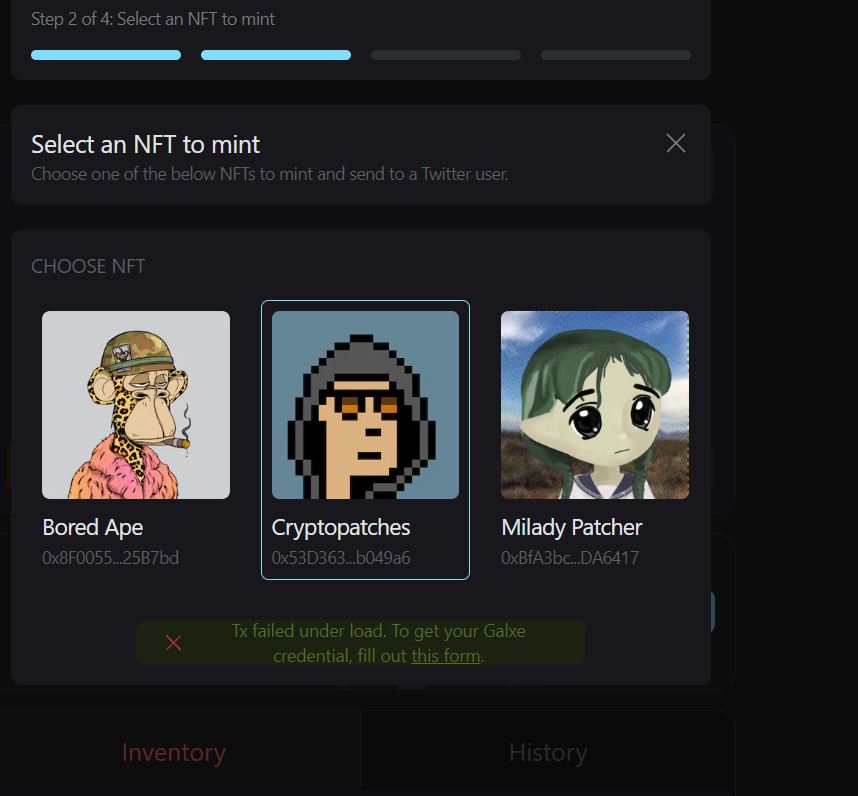 Step 2 of 4: Select an NFT to mint
Select an NFT to mint
Choose one of the below NFTs to mint and send to a Twitter user.
CHOOSE NFT
Bored Ape
0x8F0055...25B7bd
Cryptopatches
0x53D363...b049a6
Milady Patcher
0xBfA3bc...DA6417
Tx failed under load. To get your Galxe
credential, fill out this form.
Inventory
History